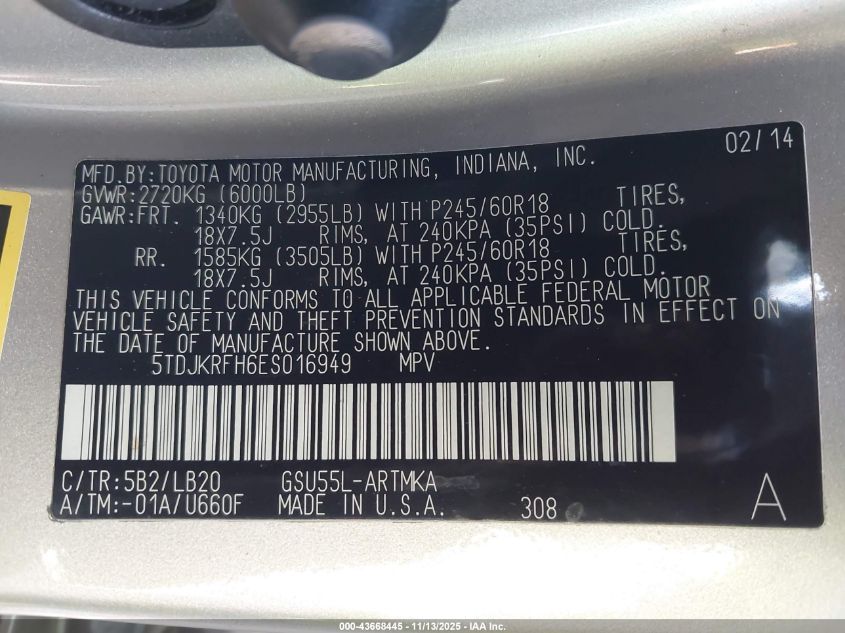 02/14
MFD.BY:TOYOTA MOTOR MANUFACTURING, INDIANA, INC.
GVWR:2720KG (6000LB)
GAWR:FRT. 1340KG (2955LB) WITH P245/60R18 TIRES,
18X7.5J RIMS, AT 240KPA (35PSI) COLD.
RR. 1585KG (3505LB) WITH P245/60R18 TIRES,
18X7.5J RIMS, AT 240KPA (35PSI) COLD.
THIS VEHICLE CONFORMS TO ALL APPLICABLE FEDERAL MOTOR
VEHICLE SAFETY AND THEFT PREVENTION STANDARDS IN EFFECT ON
THE DATE OF MANUFACTURE SHOWN ABOVE.
5TDJKRFH6ES016949 MPV
C/TR:5B2/LB20 GSU55L-ARTMKA
A/TM:-01A/U660F MADE IN U.S.A. 308 A
000-43668445 - 11/13/2025 - IAA Inc.